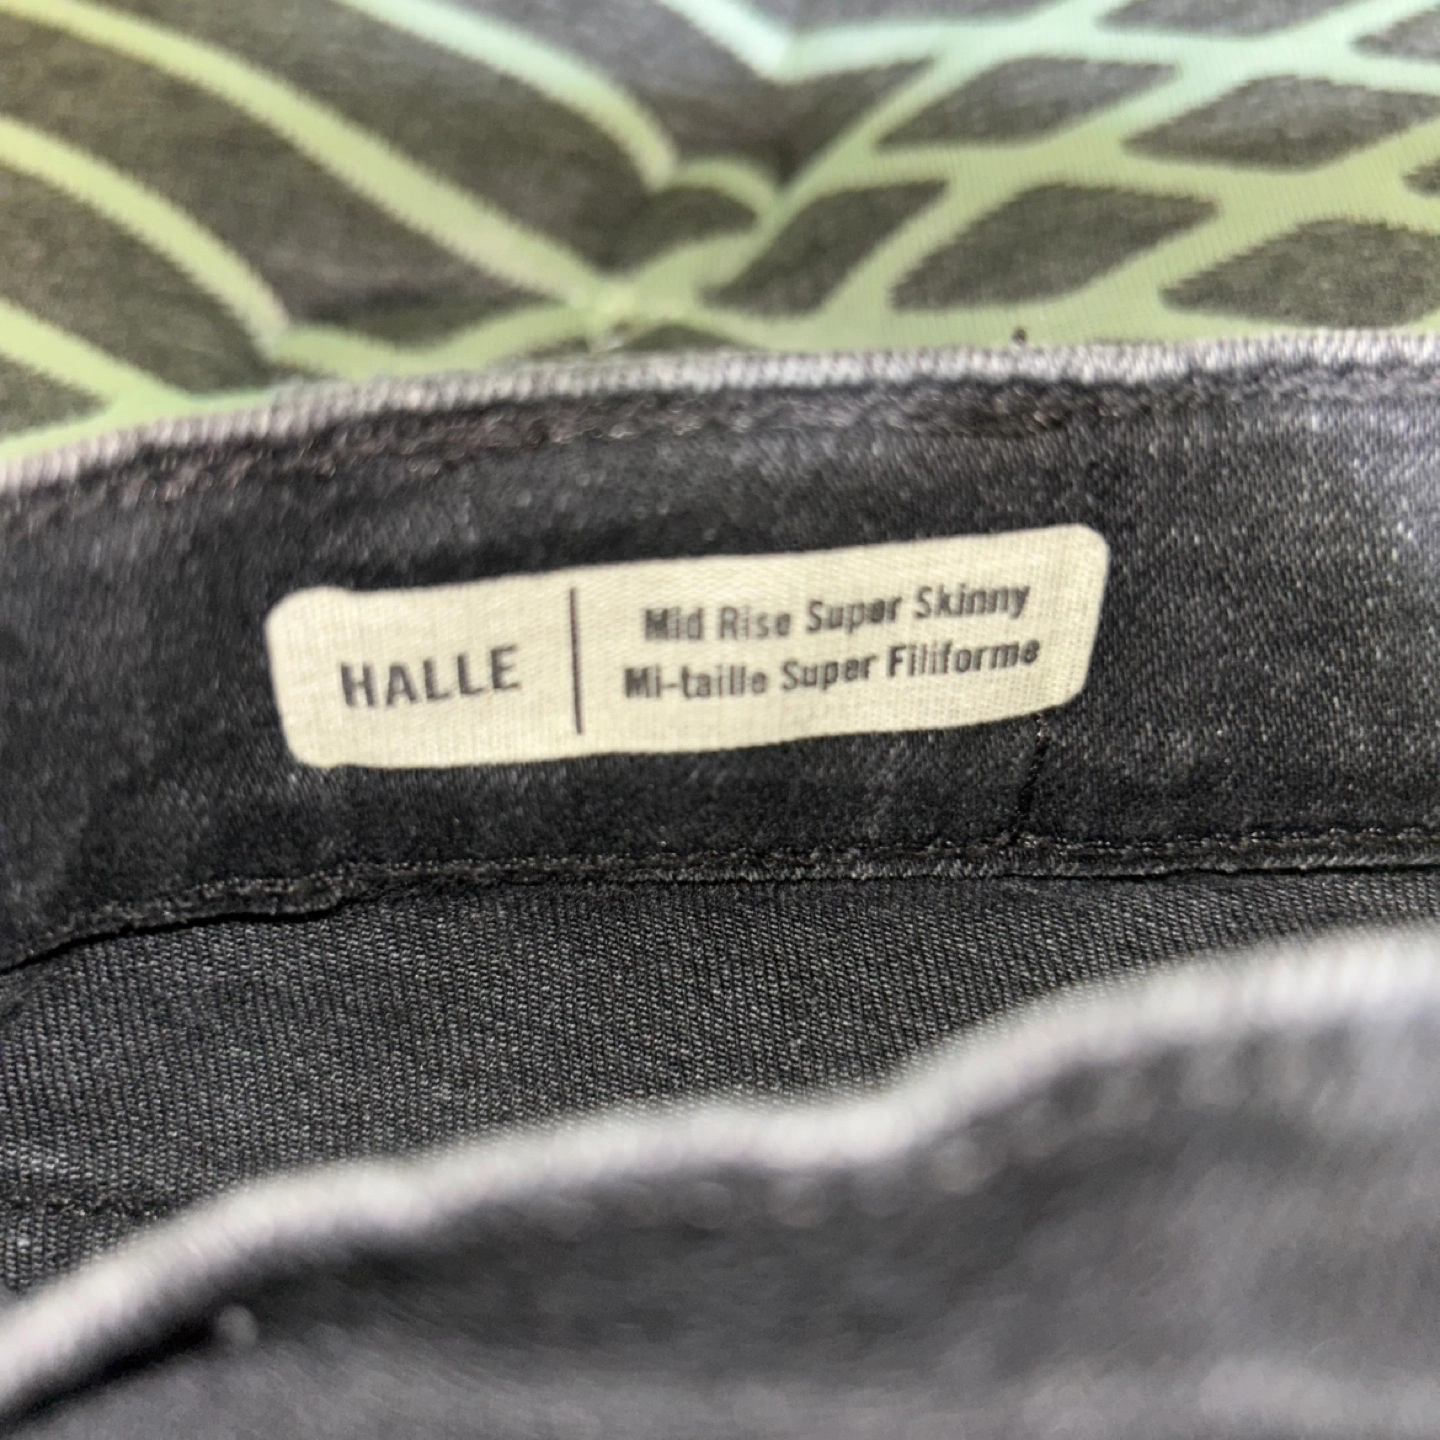 HALLE
Mid Rise Super Skinny
Mi-taille Super Filiforme